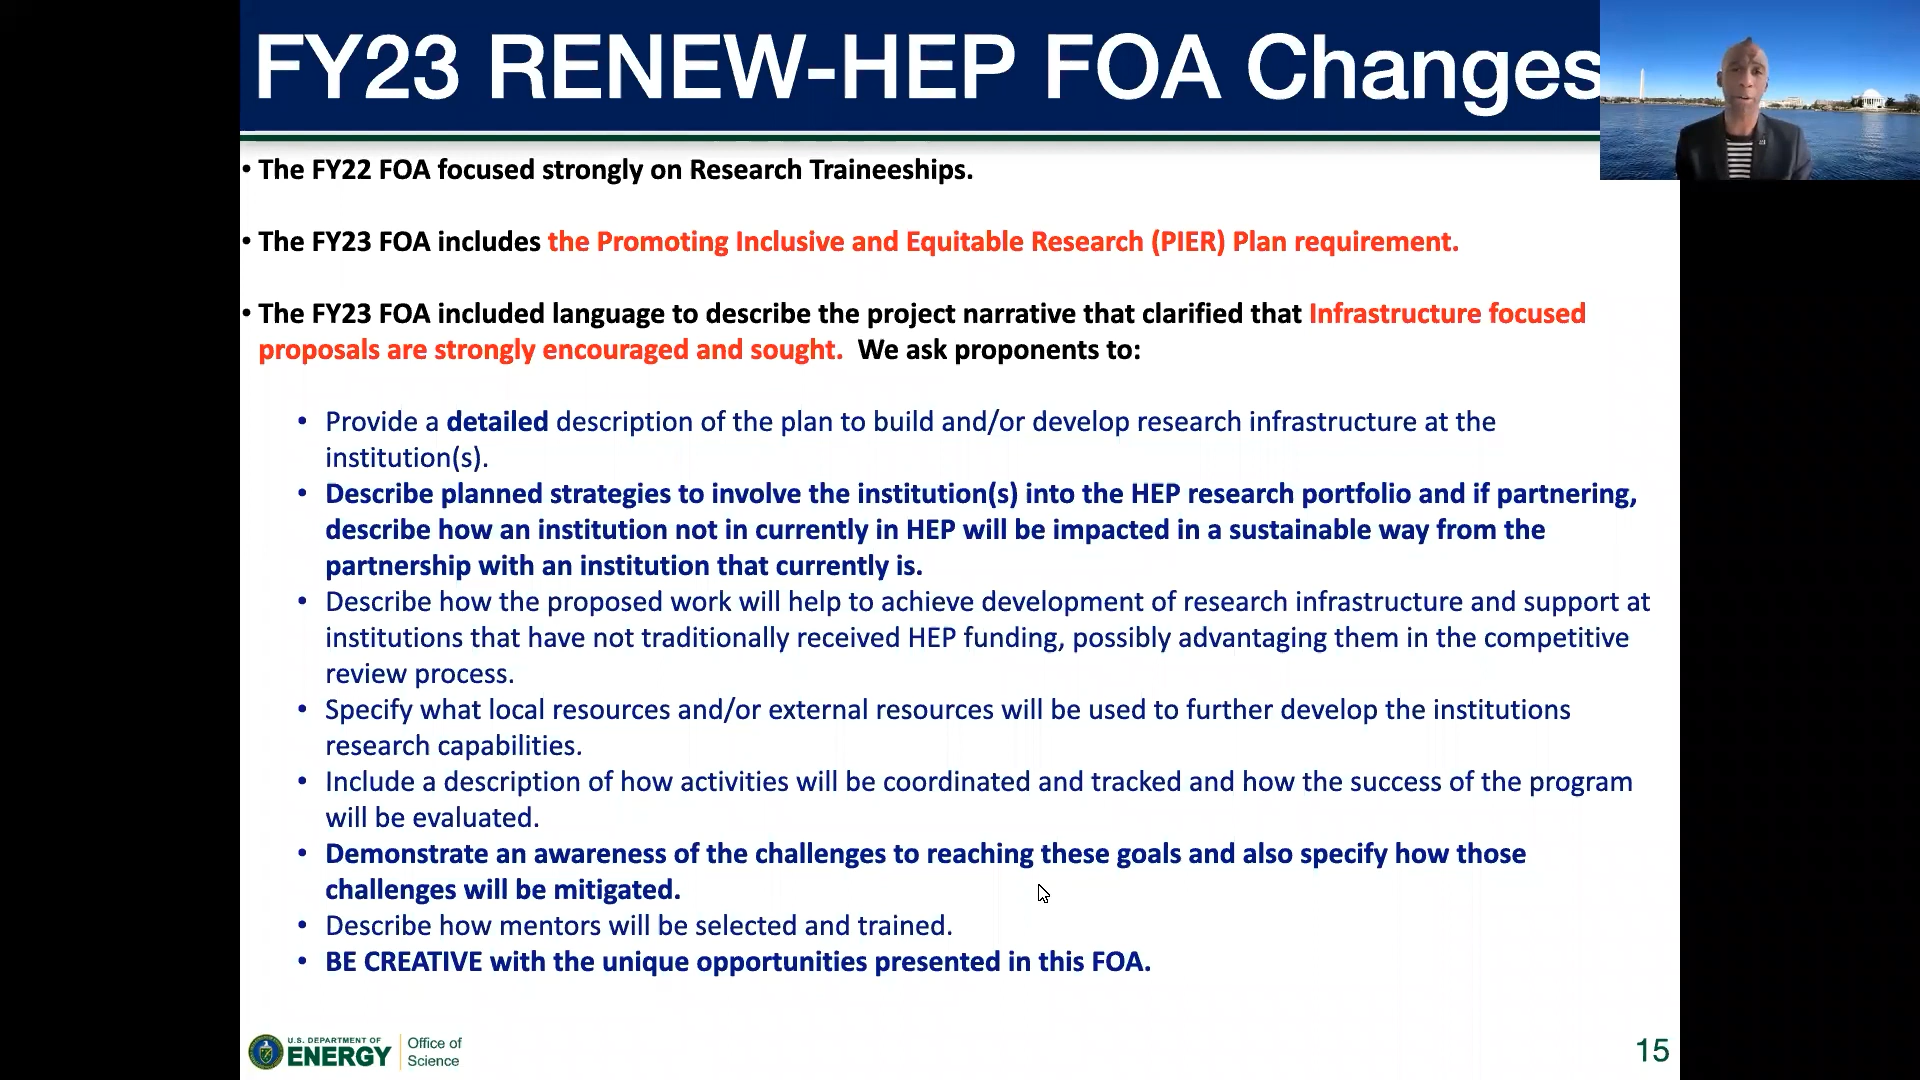 FY23 RENEW-HEP FOA Changes
• The FY22 FOA focused strongly on Research Traineeships.
• The FY23 FOA includes the Promoting Inclusive and Equitable Research (PIER) Plan requirement.
• The FY23 FOA included language to describe the project narrative that clarified that Infrastructure focused
proposals are strongly encouraged and sought. We ask proponents to:
• Provide a detailed description of the plan to build and/or develop research infrastructure at the
institution(s).
• Describe planned strategies to involve the institution(s) into the HEP research portfolio and if partnering,
describe how an institution not in currently in HEP will be impacted in a sustainable way from the
partnership with an institution that currently is.
• Describe how the proposed work will help to achieve development of research infrastructure and support at
institutions that have not traditionally received HEP funding, possibly advantaging them in the competitive
review process.
• Specify what local resources and/or external resources will be used to further develop the institutions
research capabilities.
• Include a description of how activities will be coordinated and tracked and how the success of the program
will be evaluated.
• Demonstrate an awareness of the challenges to reaching these goals and also specify how those
challenges will be mitigated.
• Describe how mentors will be selected and trained.
• BE CREATIVE with the unique opportunities presented in this FOA.
U.S. DEPARTMENT OF
ENERGY
Office of
Science
15